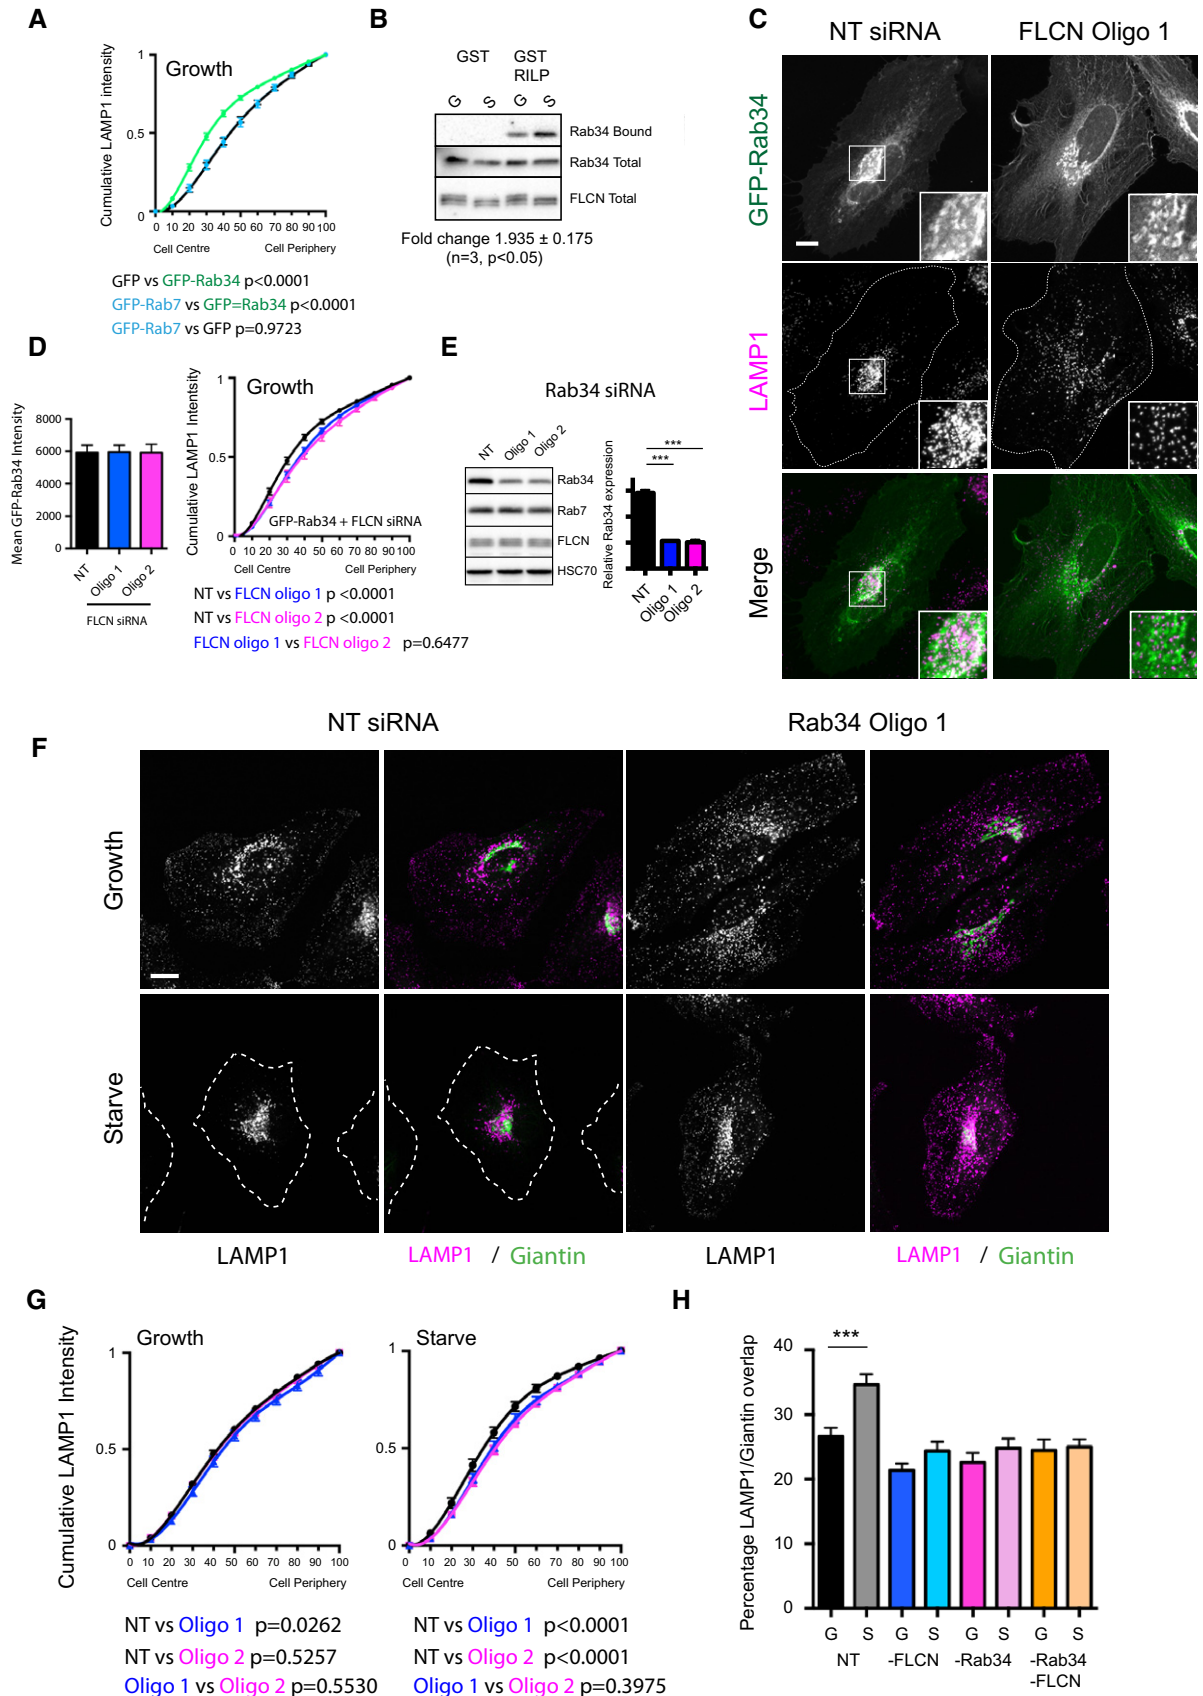 A
Growth
Cumulative LAMP1 intensity
1
0.5
0
0 10 20 30 40 50 60 70 80 90 100
Cell Centre Cell Periphery
GFP vs GFP-Rab34 p<0.0001
GFP-Rab7 vs GFP=Rab34 p<0.0001
GFP-Rab7 vs GFP p=0.9723
B
GST GST
RILP
G S G S
Rab34 Bound
Rab34 Total
FLCN Total
Fold change 1.935 ± 0.175
(n=3, p<0.05)
C
NT siRNA FLCN Oligo 1
GFP-Rab34
LAMP1
Merge
D
Mean GFP-Rab34 Intensity
8000
6000
4000
2000
0
NT Oligo 1 Oligo 2
FLCN siRNA
Growth
Cumulative LAMP1 Intensity
1
0.5
0
GFP-Rab34 + FLCN siRNA
0 10 20 30 40 50 60 70 80 90 100
Cell Centre Cell Periphery
NT vs FLCN oligo 1 p <0.0001
NT vs FLCN oligo 2 p <0.0001
FLCN oligo 1 vs FLCN oligo 2 p=0.6477
E
Rab34 siRNA
NT Oligo 1 Oligo 2
Rab34
Rab7
FLCN
HSC70
Relative Rab34 expression
***
***
NT Oligo 1 Oligo 2
F
NT siRNA Rab34 Oligo 1
Growth
Starve
LAMP1 LAMP1 / Giantin LAMP1 LAMP1 / Giantin
G
Growth
Cumulative LAMP1 Intensity
1
0.5
0
0 10 20 30 40 50 60 70 80 90 100
Cell Centre Cell Periphery
NT vs Oligo 1 p=0.0262
NT vs Oligo 2 p=0.5257
Oligo 1 vs Oligo 2 p=0.5530
Starve
1
0.5
0
0 10 20 30 40 50 60 70 80 90 100
Cell Centre Cell Periphery
NT vs Oligo 1 p<0.0001
NT vs Oligo 2 p<0.0001
Oligo 1 vs Oligo 2 p=0.3975
H
Percentage LAMP1/Giantin overlap
40
30
20
10
0
***
G S G S G S G S
NT -FLCN -Rab34 -Rab34
-FLCN